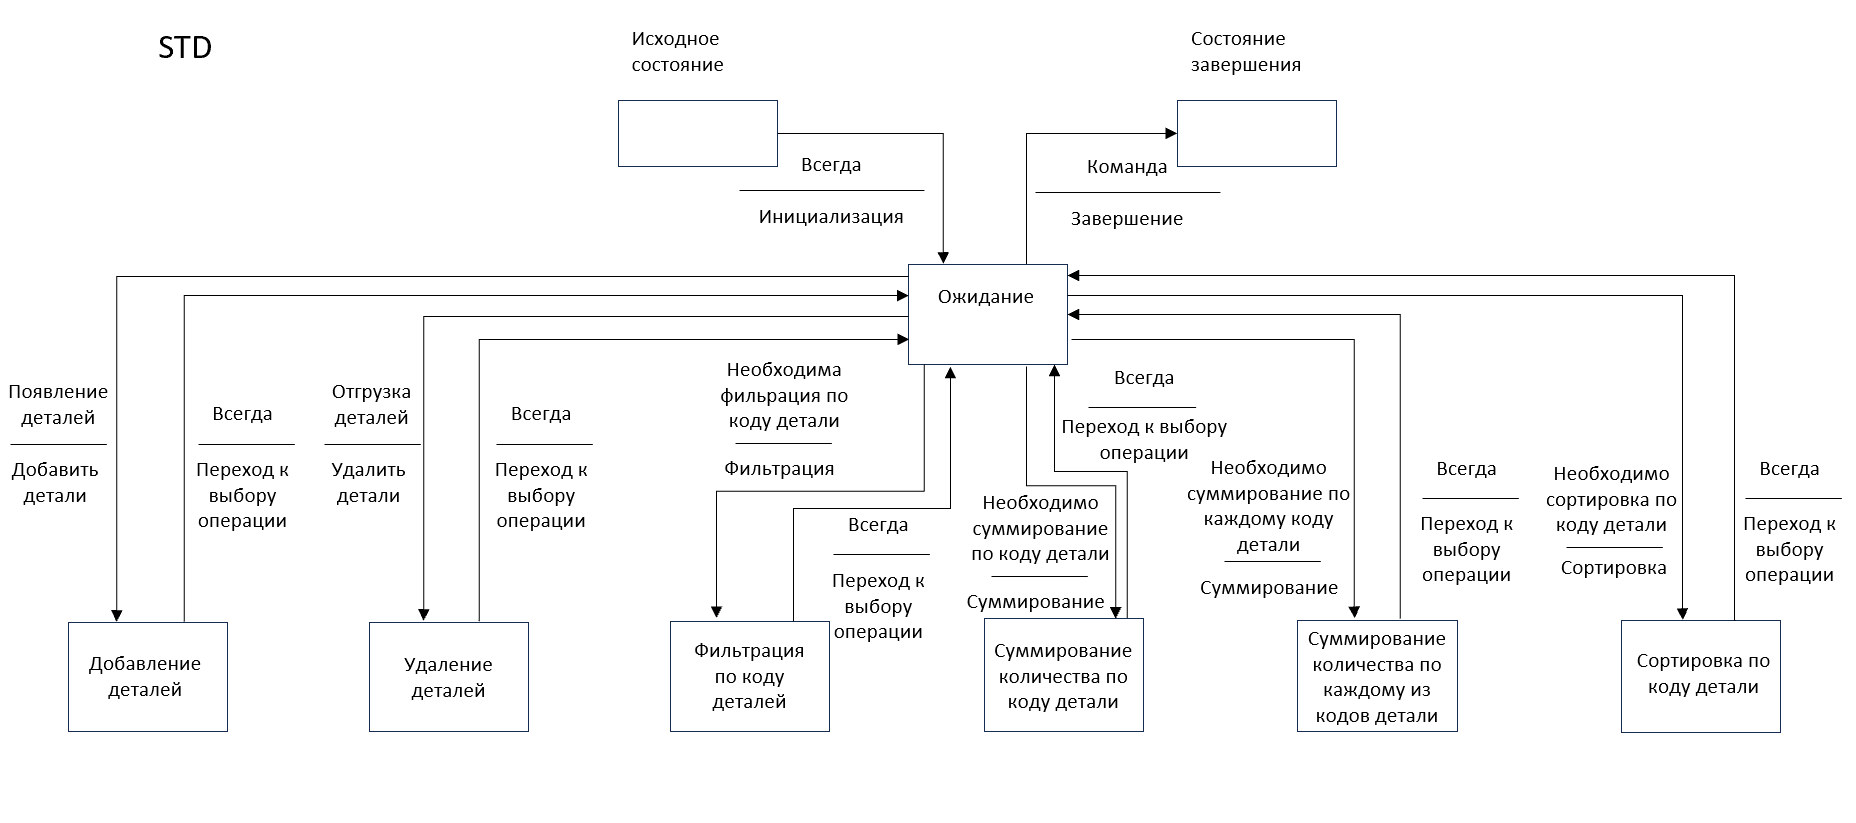 STD
Исходное
состояние
Состояние
завершения
Всегда
Инициализация
Команда
Завершение
Ожидание
Появление
деталей
Добавить
детали
Всегда
Переход к
выбору
операции
Отгрузка
деталей
Удалить
детали
Всегда
Переход к
выбору
операции
Необходима
фильрация по
коду детали
Фильтрация
Всегда
Переход к
выбору
операции
Необходимо
суммирование
по коду детали
Суммирование
Всегда
Переход к выбору
операции
Необходимо
суммирование по
каждому коду
детали
Суммирование
Всегда
Переход к
выбору
операции
Необходимо
сортировка по
коду детали
Сортировка
Всегда
Переход к
выбору
операции
Добавление
деталей
Удаление
деталей
Фильтрация
по коду
деталей
Суммирование
количества по
коду детали
Суммирование
количества по
каждому из
кодов детали
Сортировка по
коду детали